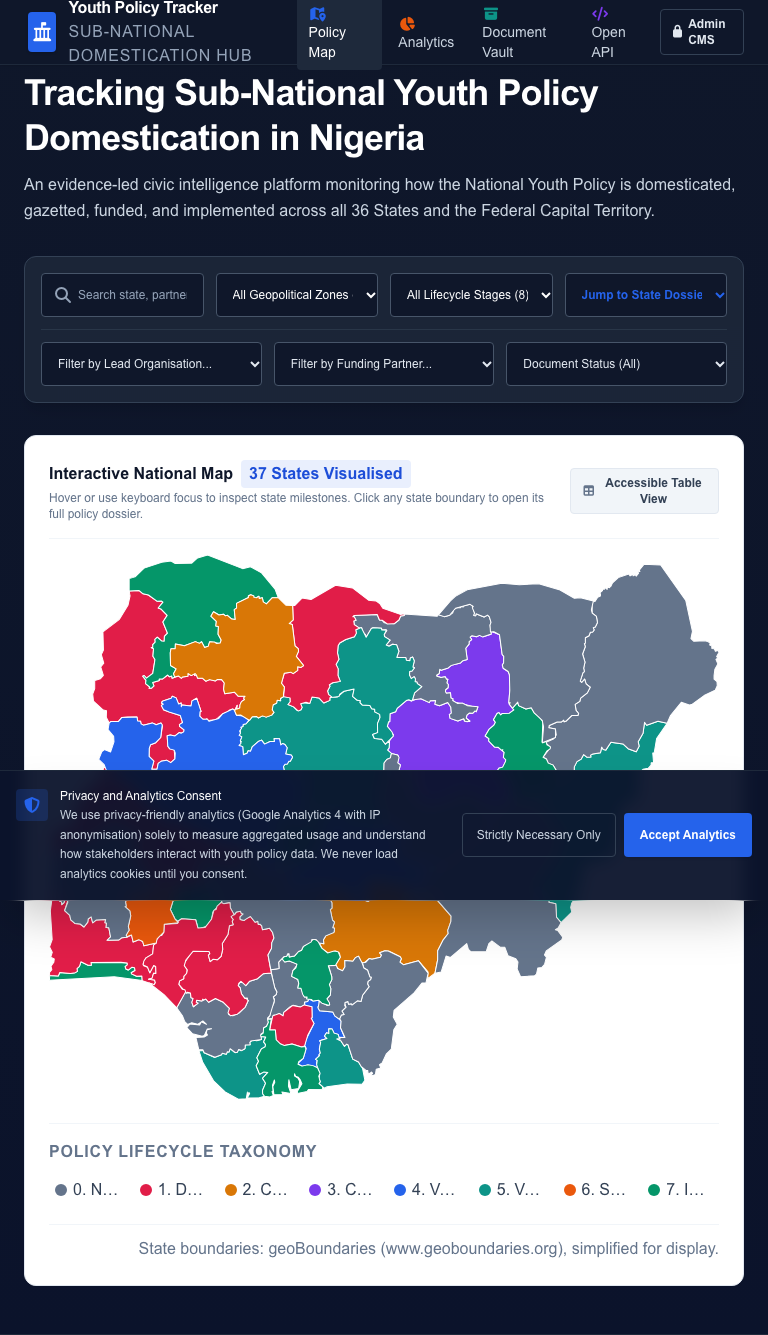 Youth Policy Tracker
SUB-NATIONAL
DOMESTICATION HUB
Policy
Map
Analytics
Document
Vault
Open
API
Admin
CMS
Tracking Sub-National Youth Policy
Domestication in Nigeria
An evidence-led civic intelligence platform monitoring how the National Youth Policy is domesticated,
gazetted, funded, and implemented across all 36 States and the Federal Capital Territory.
Search state, partne
All Geopolitical Zones
All Lifecycle Stages (8)
Jump to State Dossie
Filter by Lead Organisation...
Filter by Funding Partner...
Document Status (All)
Interactive National Map
37 States Visualised
Hover or use keyboard focus to inspect state milestones. Click any state boundary to open its
full policy dossier.
Accessible Table
View
Privacy and Analytics Consent
We use privacy-friendly analytics (Google Analytics 4 with IP
anonymisation) solely to measure aggregated usage and understand
how stakeholders interact with youth policy data. We never load
analytics cookies until you consent.
Strictly Necessary Only
Accept Analytics
POLICY LIFECYCLE TAXONOMY
0. N…
1. D…
2. C…
3. C…
4. V…
5. V…
6. S…
7. I…
State boundaries: geoBoundaries (www.geoboundaries.org), simplified for display.